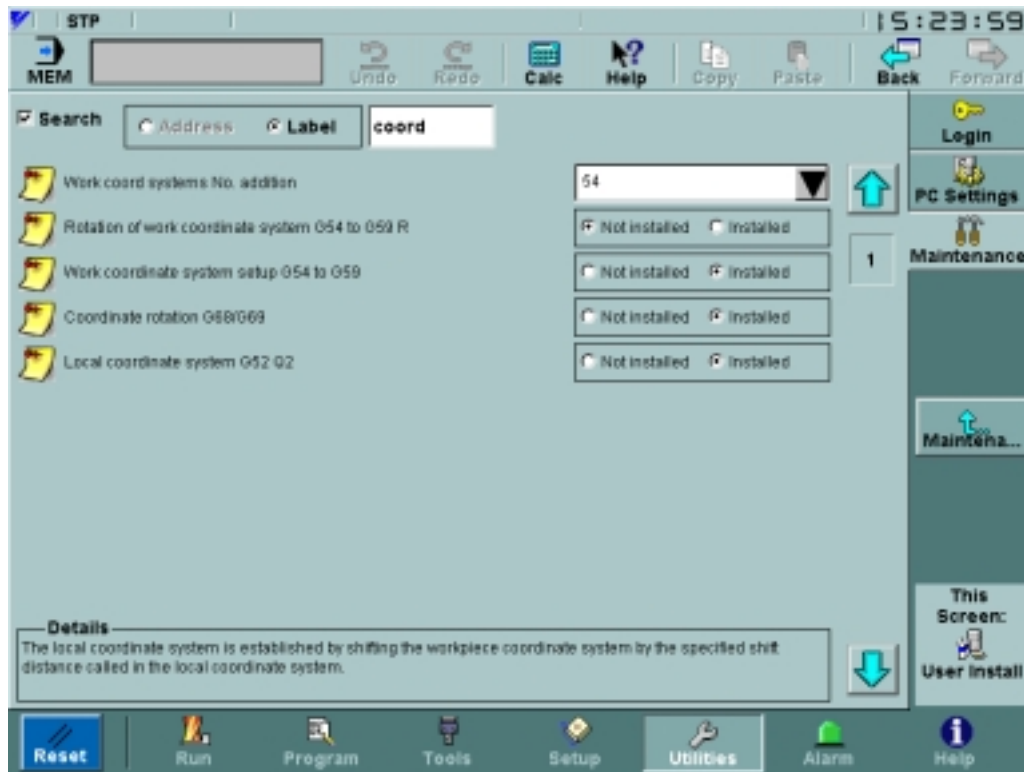 STP 15:23:59
MEM Undo Redo Calc Help Copy Paste Back Forward
Search Address Label coord
Login
Work coord systems No. addition 54
PC Settings
Rotation of work coordinate system G54 to G59 R Not installed Installed
Maintenance
Work coordinate system setup G54 to G59 Not installed Installed
1
Coordinate rotation G68/G69 Not installed Installed
Local coordinate system G52 Q2 Not installed Installed
Maintena...
This
Screen:
User Install
Details
The local coordinate system is established by shifting the workpiece coordinate system by the specified shift
distance called in the local coordinate system.
Reset Run Program Tools Setup Utilities Alarm Help